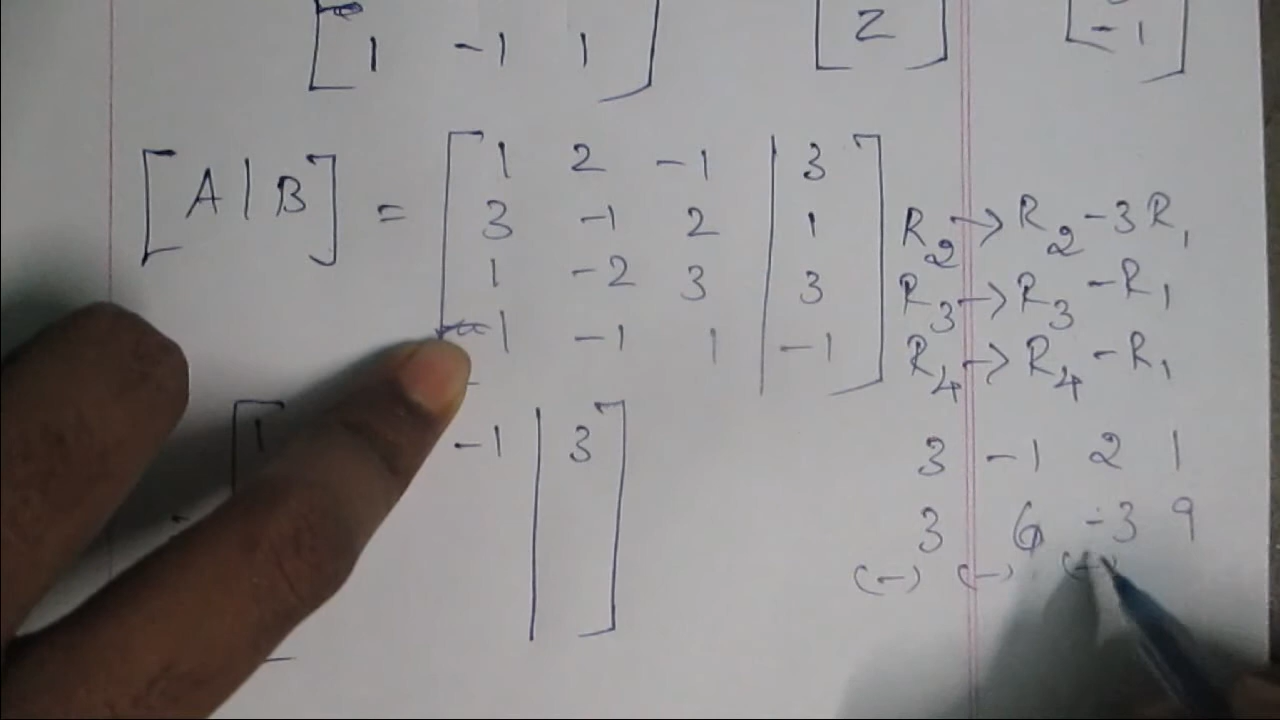 1 -1 1 2 -1
[A|B] = 1 2 -1 3
3 -1 2 1 R2 → R2 - 3R1
1 -2 3 3 R3 → R3 - R1
1 -1 1 -1 R4 → R4 - R1
1 -1 3
3 -1 2 1
3 6 -3 9
(-) (-) (-)